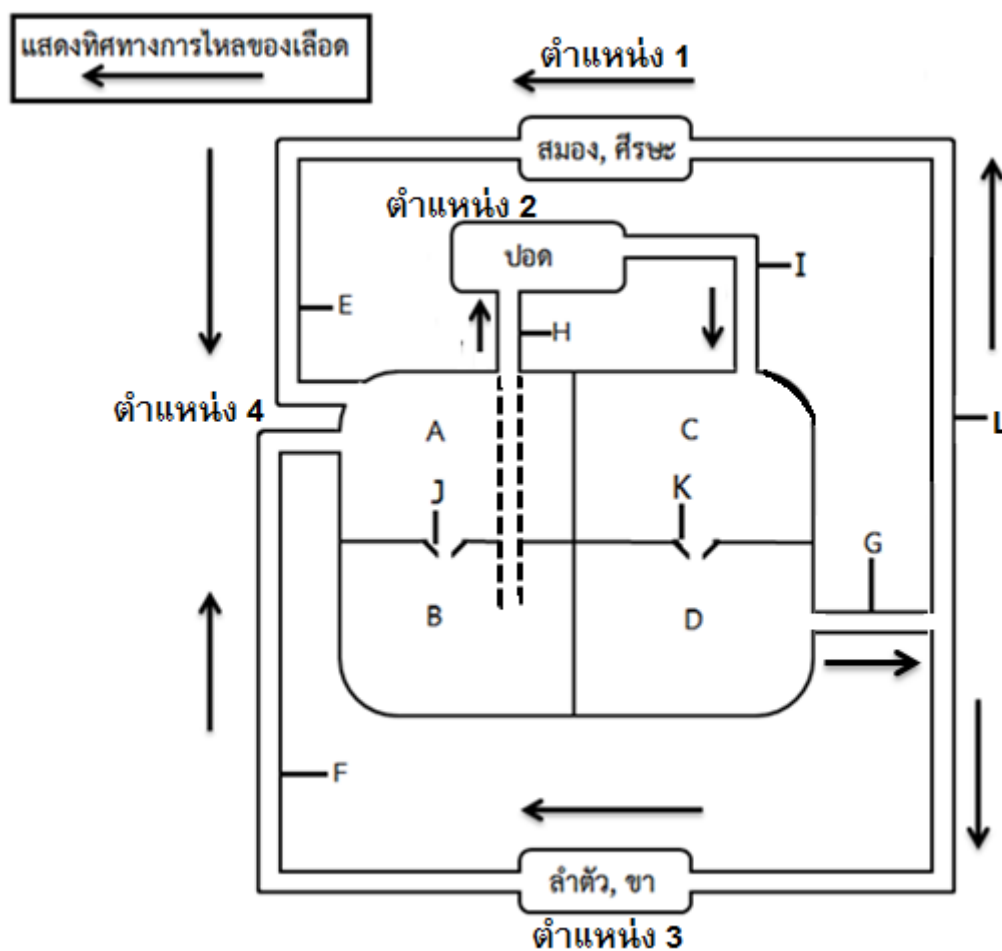 แสดงทิศทางการไหลของเลือด
ตำแหน่ง 1
สมอง, ศีรษะ
ตำแหน่ง 2
ปอด
I
E
H
ตำแหน่ง 4
A
C
L
J
K
G
B
D
F
ลำตัว, ขา
ตำแหน่ง 3